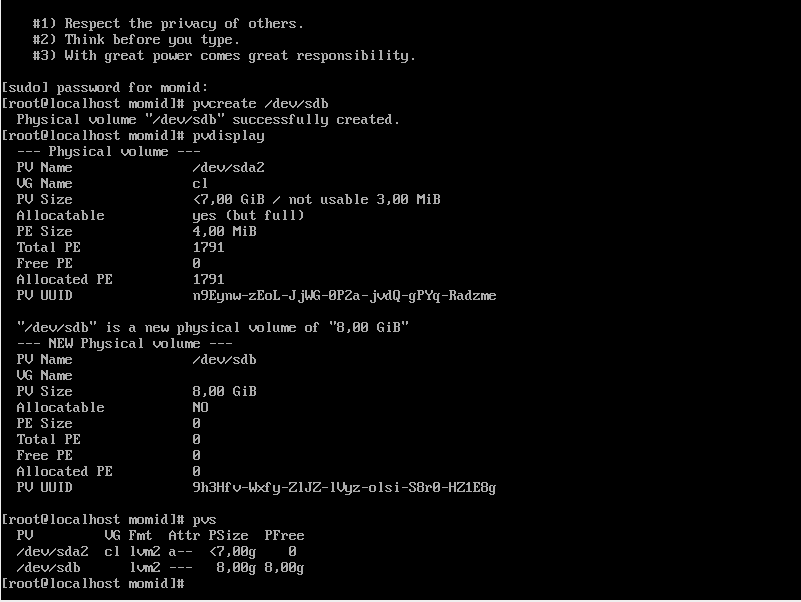 #1) Respect the privacy of others.
#2) Think before you type.
#3) With great power comes great responsibility.
[sudo] password for momid:
[root@localhost momid]# pvcreate /dev/sdb
Physical volume "/dev/sdb" successfully created.
[root@localhost momid]# pvdisplay
--- Physical volume ---
PV Name /dev/sda2
VG Name cl
PV Size <7,00 GiB / not usable 3,00 MiB
Allocatable yes (but full)
PE Size 4,00 MiB
Total PE 1791
Free PE 0
Allocated PE 1791
PV UUID n9Eynw-zEoL-JjWG-0P2a-jvdQ-gPYq-Radzme
"/dev/sdb" is a new physical volume of "8,00 GiB"
--- NEW Physical volume ---
PV Name /dev/sdb
VG Name
PV Size 8,00 GiB
Allocatable NO
PE Size 0
Total PE 0
Free PE 0
Allocated PE 0
PV UUID 9h3Hfv-Wxfy-ZlJZ-lVyz-olsi-S8r0-HZ1E8g
[root@localhost momid]# pvs
PV VG Fmt Attr PSize PFree
/dev/sda2 cl lvm2 a-- <7,00g 0
/dev/sdb lvm2 --- 8,00g 8,00g
[root@localhost momid]#